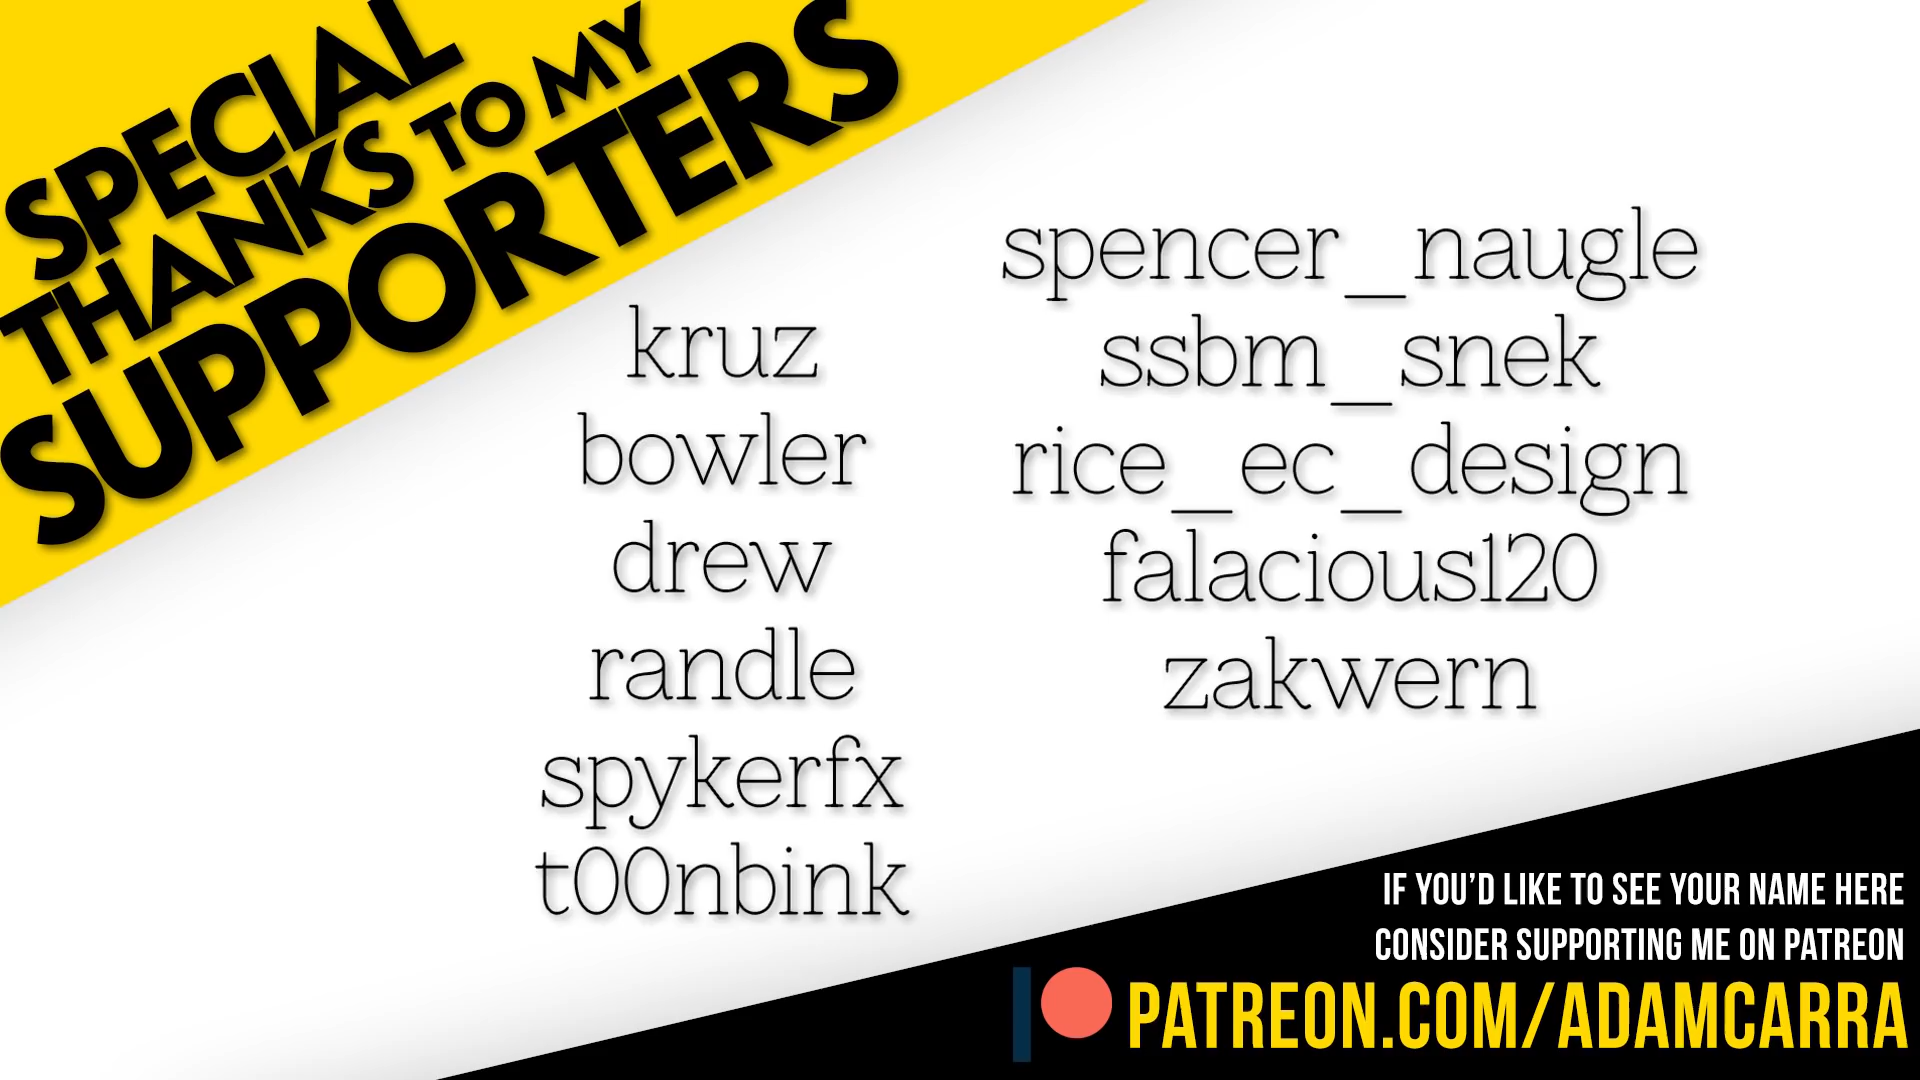 SPECIAL
THANKS TO MY
SUPPORTERS
kruz
bowler
drew
randle
spykerfx
t00nbink
spencer_naugle
ssbm_snek
rice_ec_design
falacious120
zakwern
IF YOU'D LIKE TO SEE YOUR NAME HERE
CONSIDER SUPPORTING ME ON PATREON
PATREON.COM/ADAMCARRA